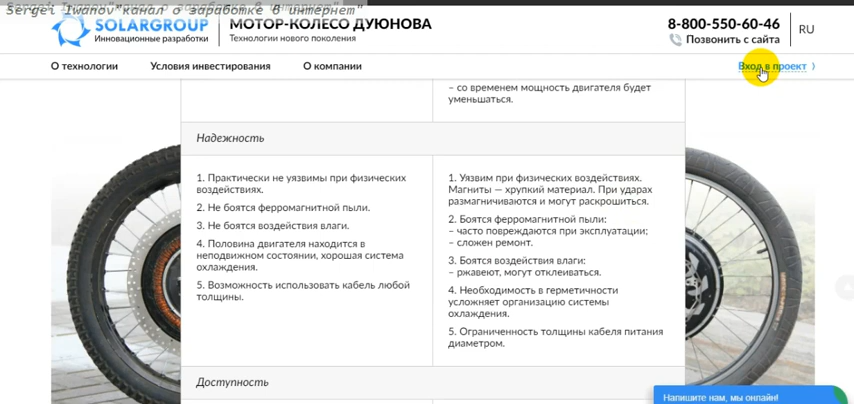 Sergei Ivanov"канал о заработке в интернет"
SOLARGROUP
Инновационные разработки
МОТОР-КОЛЕСО ДУЮНОВА
Технологии нового поколения
8-800-550-60-46
Позвонить с сайта
RU
О технологии
Условия инвестирования
О компании
Вход в проект
– со временем мощность двигателя будет
уменьшаться.
Надежность
1. Практически не уязвимы при физических
воздействиях.
2. Не боятся ферромагнитной пыли.
3. Не боятся воздействия влаги.
4. Половина двигателя находится в
неподвижном состоянии, хорошая система
охлаждения.
5. Возможность использовать кабель любой
толщины.
1. Уязвим при физических воздействиях.
Магниты — хрупкий материал. При ударах
размагничиваются и могут раскрошиться.
2. Боятся ферромагнитной пыли:
– часто повреждаются при эксплуатации;
– сложен ремонт.
3. Боятся воздействия влаги:
– ржавеют, могут отклеиваться.
4. Необходимость в герметичности
усложняет организацию системы
охлаждения.
5. Ограниченность толщины кабеля питания
диаметром.
Доступность
Напишите нам, мы онлайн!